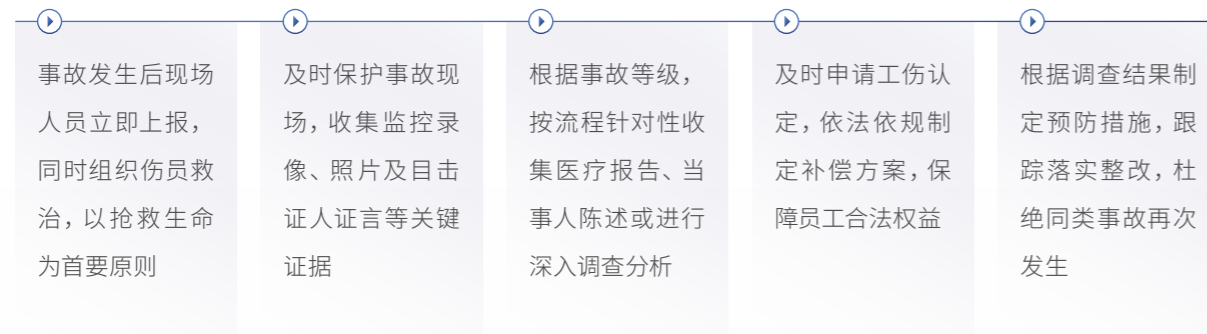 事故发生后现场
人员立即上报，
同时组织伤员救
治，以抢救生命
为首要原则
及时保护事故现
场，收集监控录
像、照片及目击
证人证言等关键
证据
根据事故等级，
按流程针对性收
集医疗报告、当
事人陈述或进行
深入调查分析
及时申请工伤认
定，依法依规制
定补偿方案，保
障员工合法权益
根据调查结果制
定预防措施，跟
踪落实整改，杜
绝同类事故再次
发生